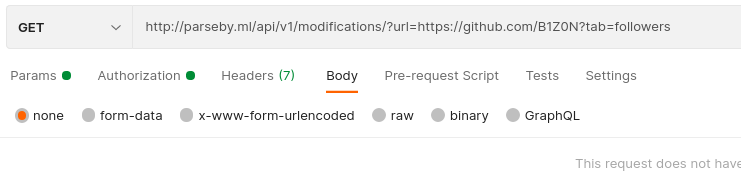 GET http://parseby.ml/api/v1/modifications/?url=https://github.com/B1Z0N?tab=followers
Params Authorization Headers (7) Body Pre-request Script Tests Settings
none form-data x-www-form-urlencoded raw binary GraphQL
This request does not have